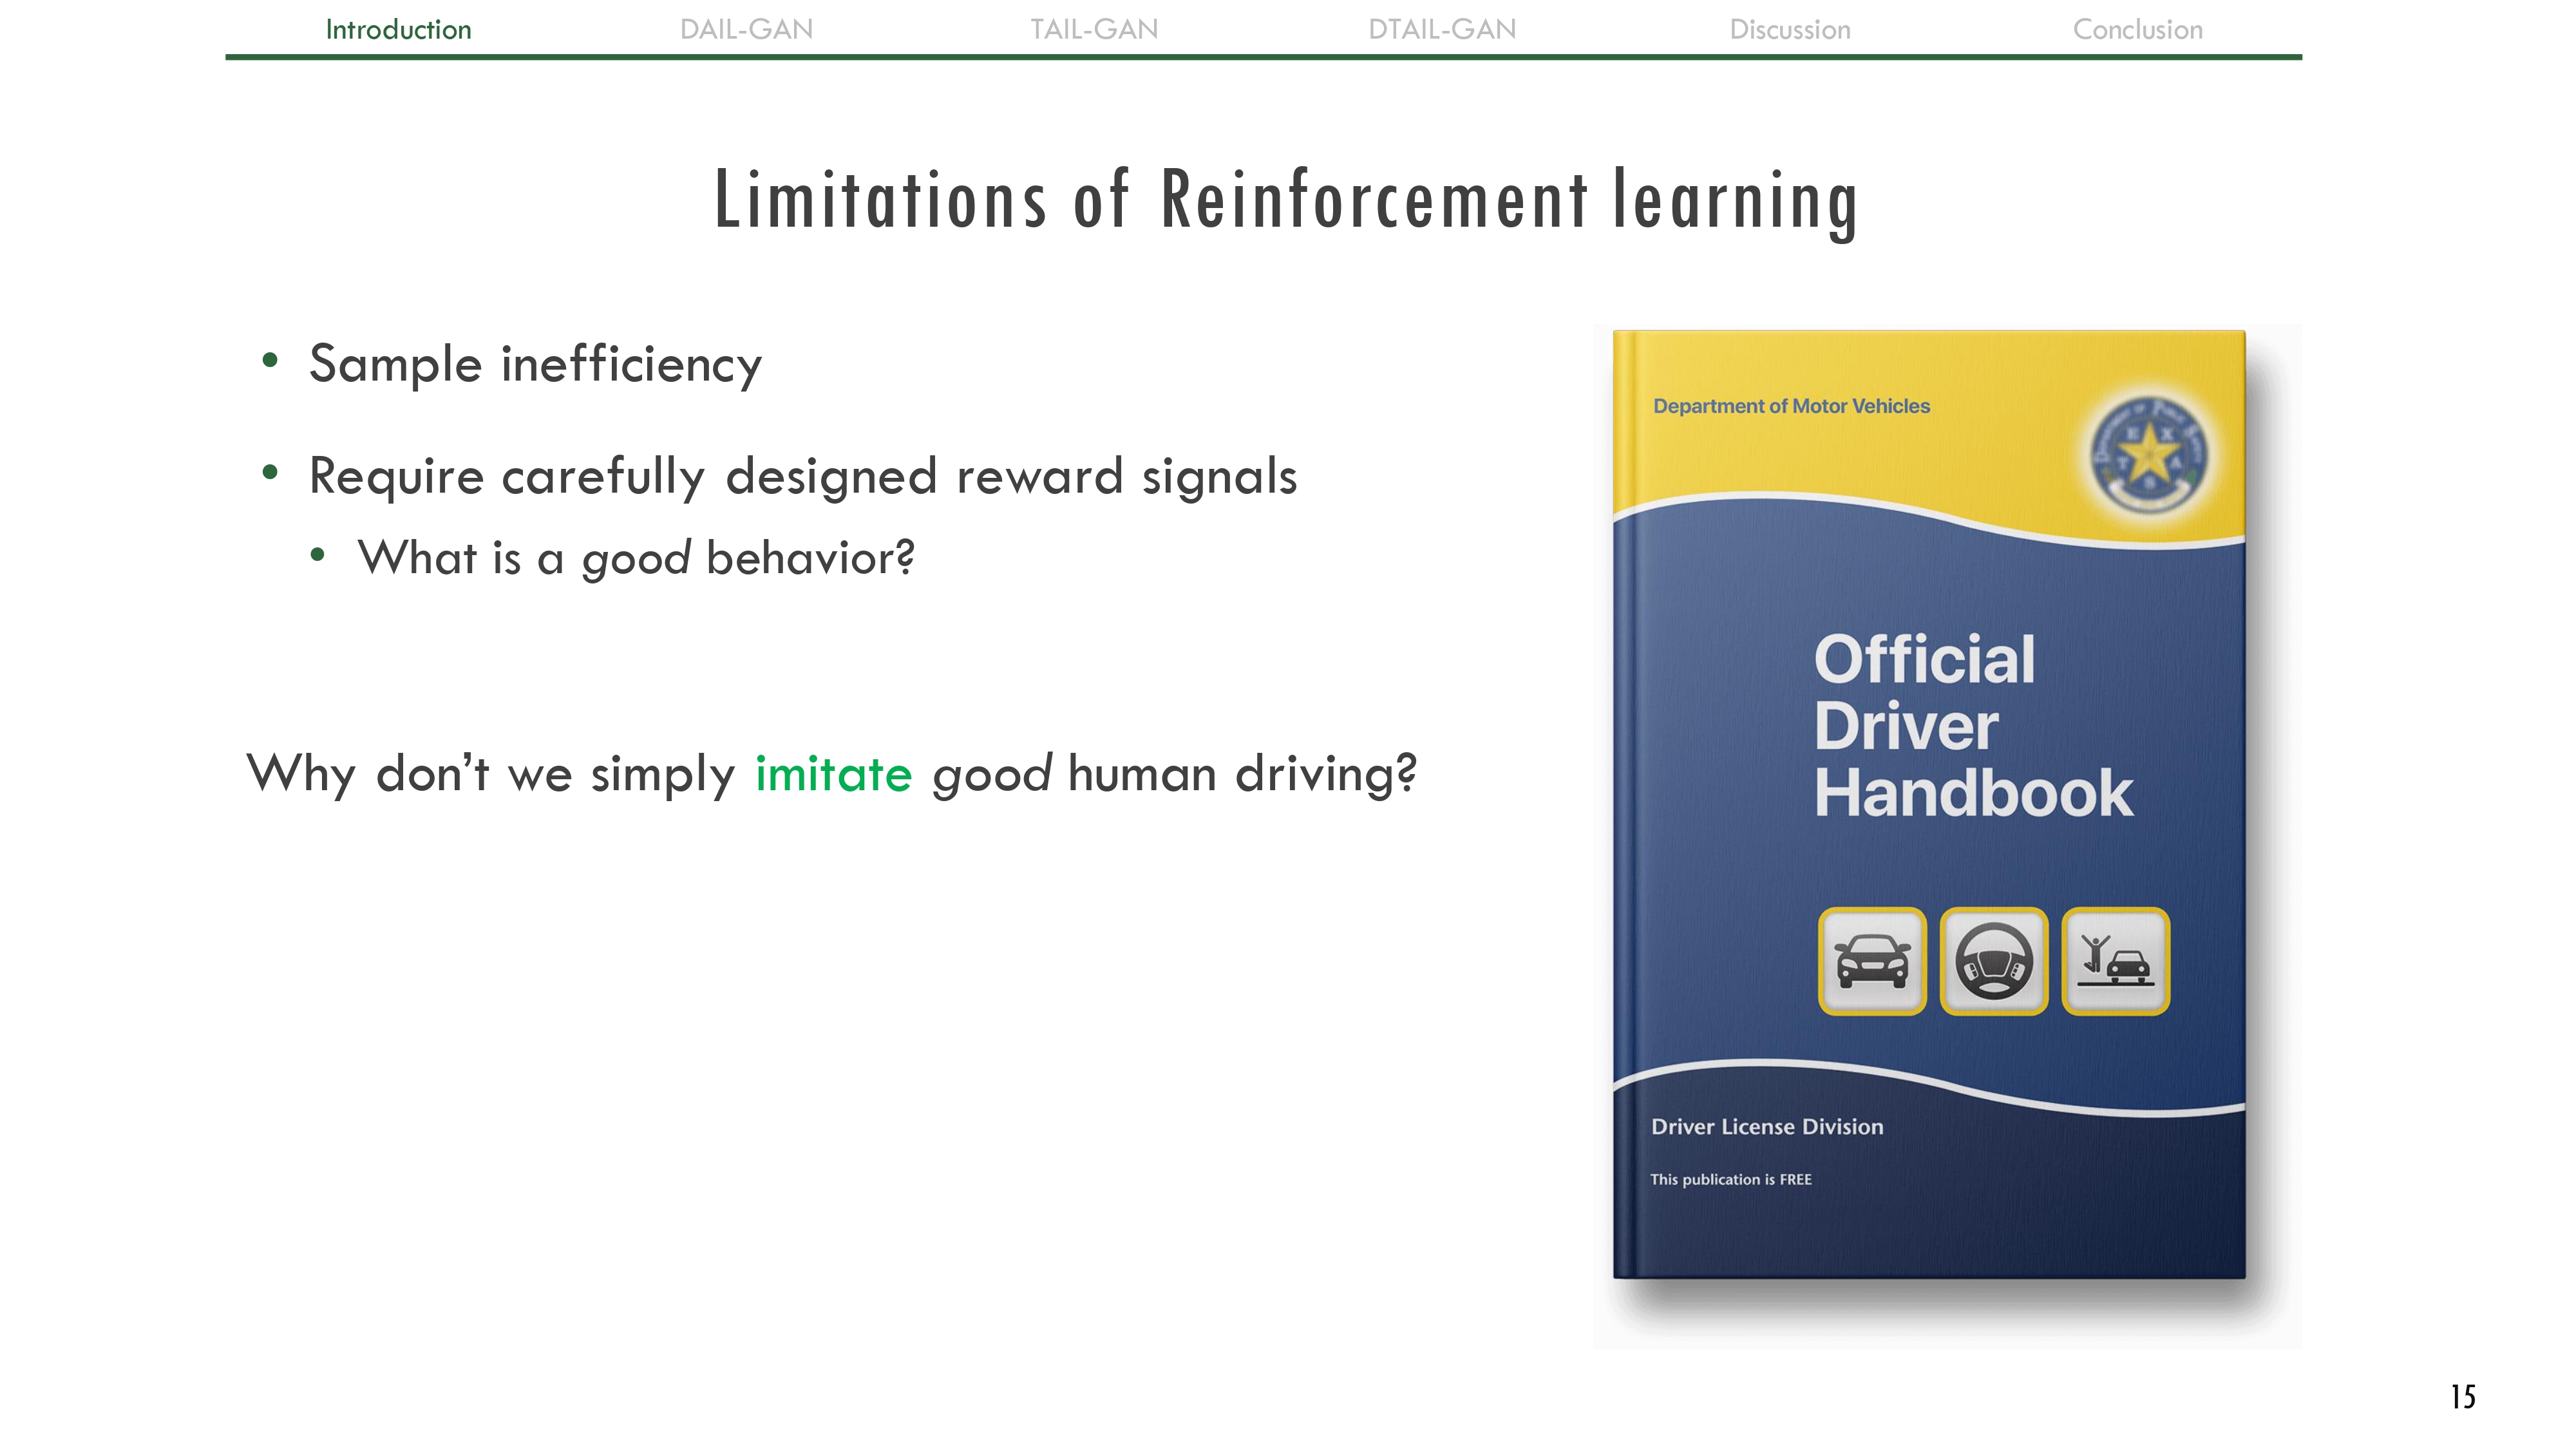 Introduction DAIL-GAN TAIL-GAN DTAIL-GAN Discussion Conclusion
Limitations of Reinforcement learning
• Sample inefficiency
• Require carefully designed reward signals
• What is a good behavior?
Why don’t we simply imitate good human driving?
Department of Motor Vehicles
TEXAS
Official
Driver
Handbook
Driver License Division
This publication is FREE
15